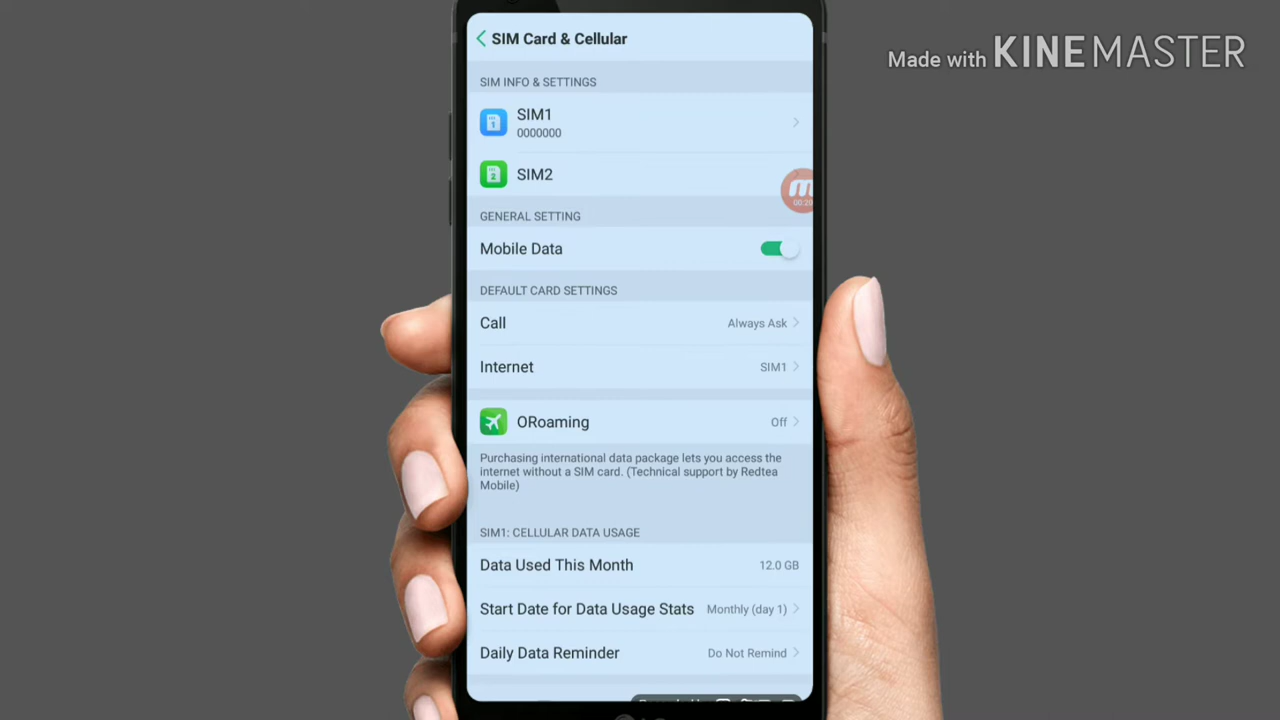 SIM Card & Cellular
Made with KINEMASTER
SIM INFO & SETTINGS
SIM1
0000000
SIM2
00:20
GENERAL SETTING
Mobile Data
DEFAULT CARD SETTINGS
Call Always Ask
Internet SIM1
ORoaming Off
Purchasing international data package lets you access the
internet without a SIM card. (Technical support by Redtea
Mobile)
SIM1: CELLULAR DATA USAGE
Data Used This Month 12.0 GB
Start Date for Data Usage Stats Monthly (day 1)
Daily Data Reminder Do Not Remind